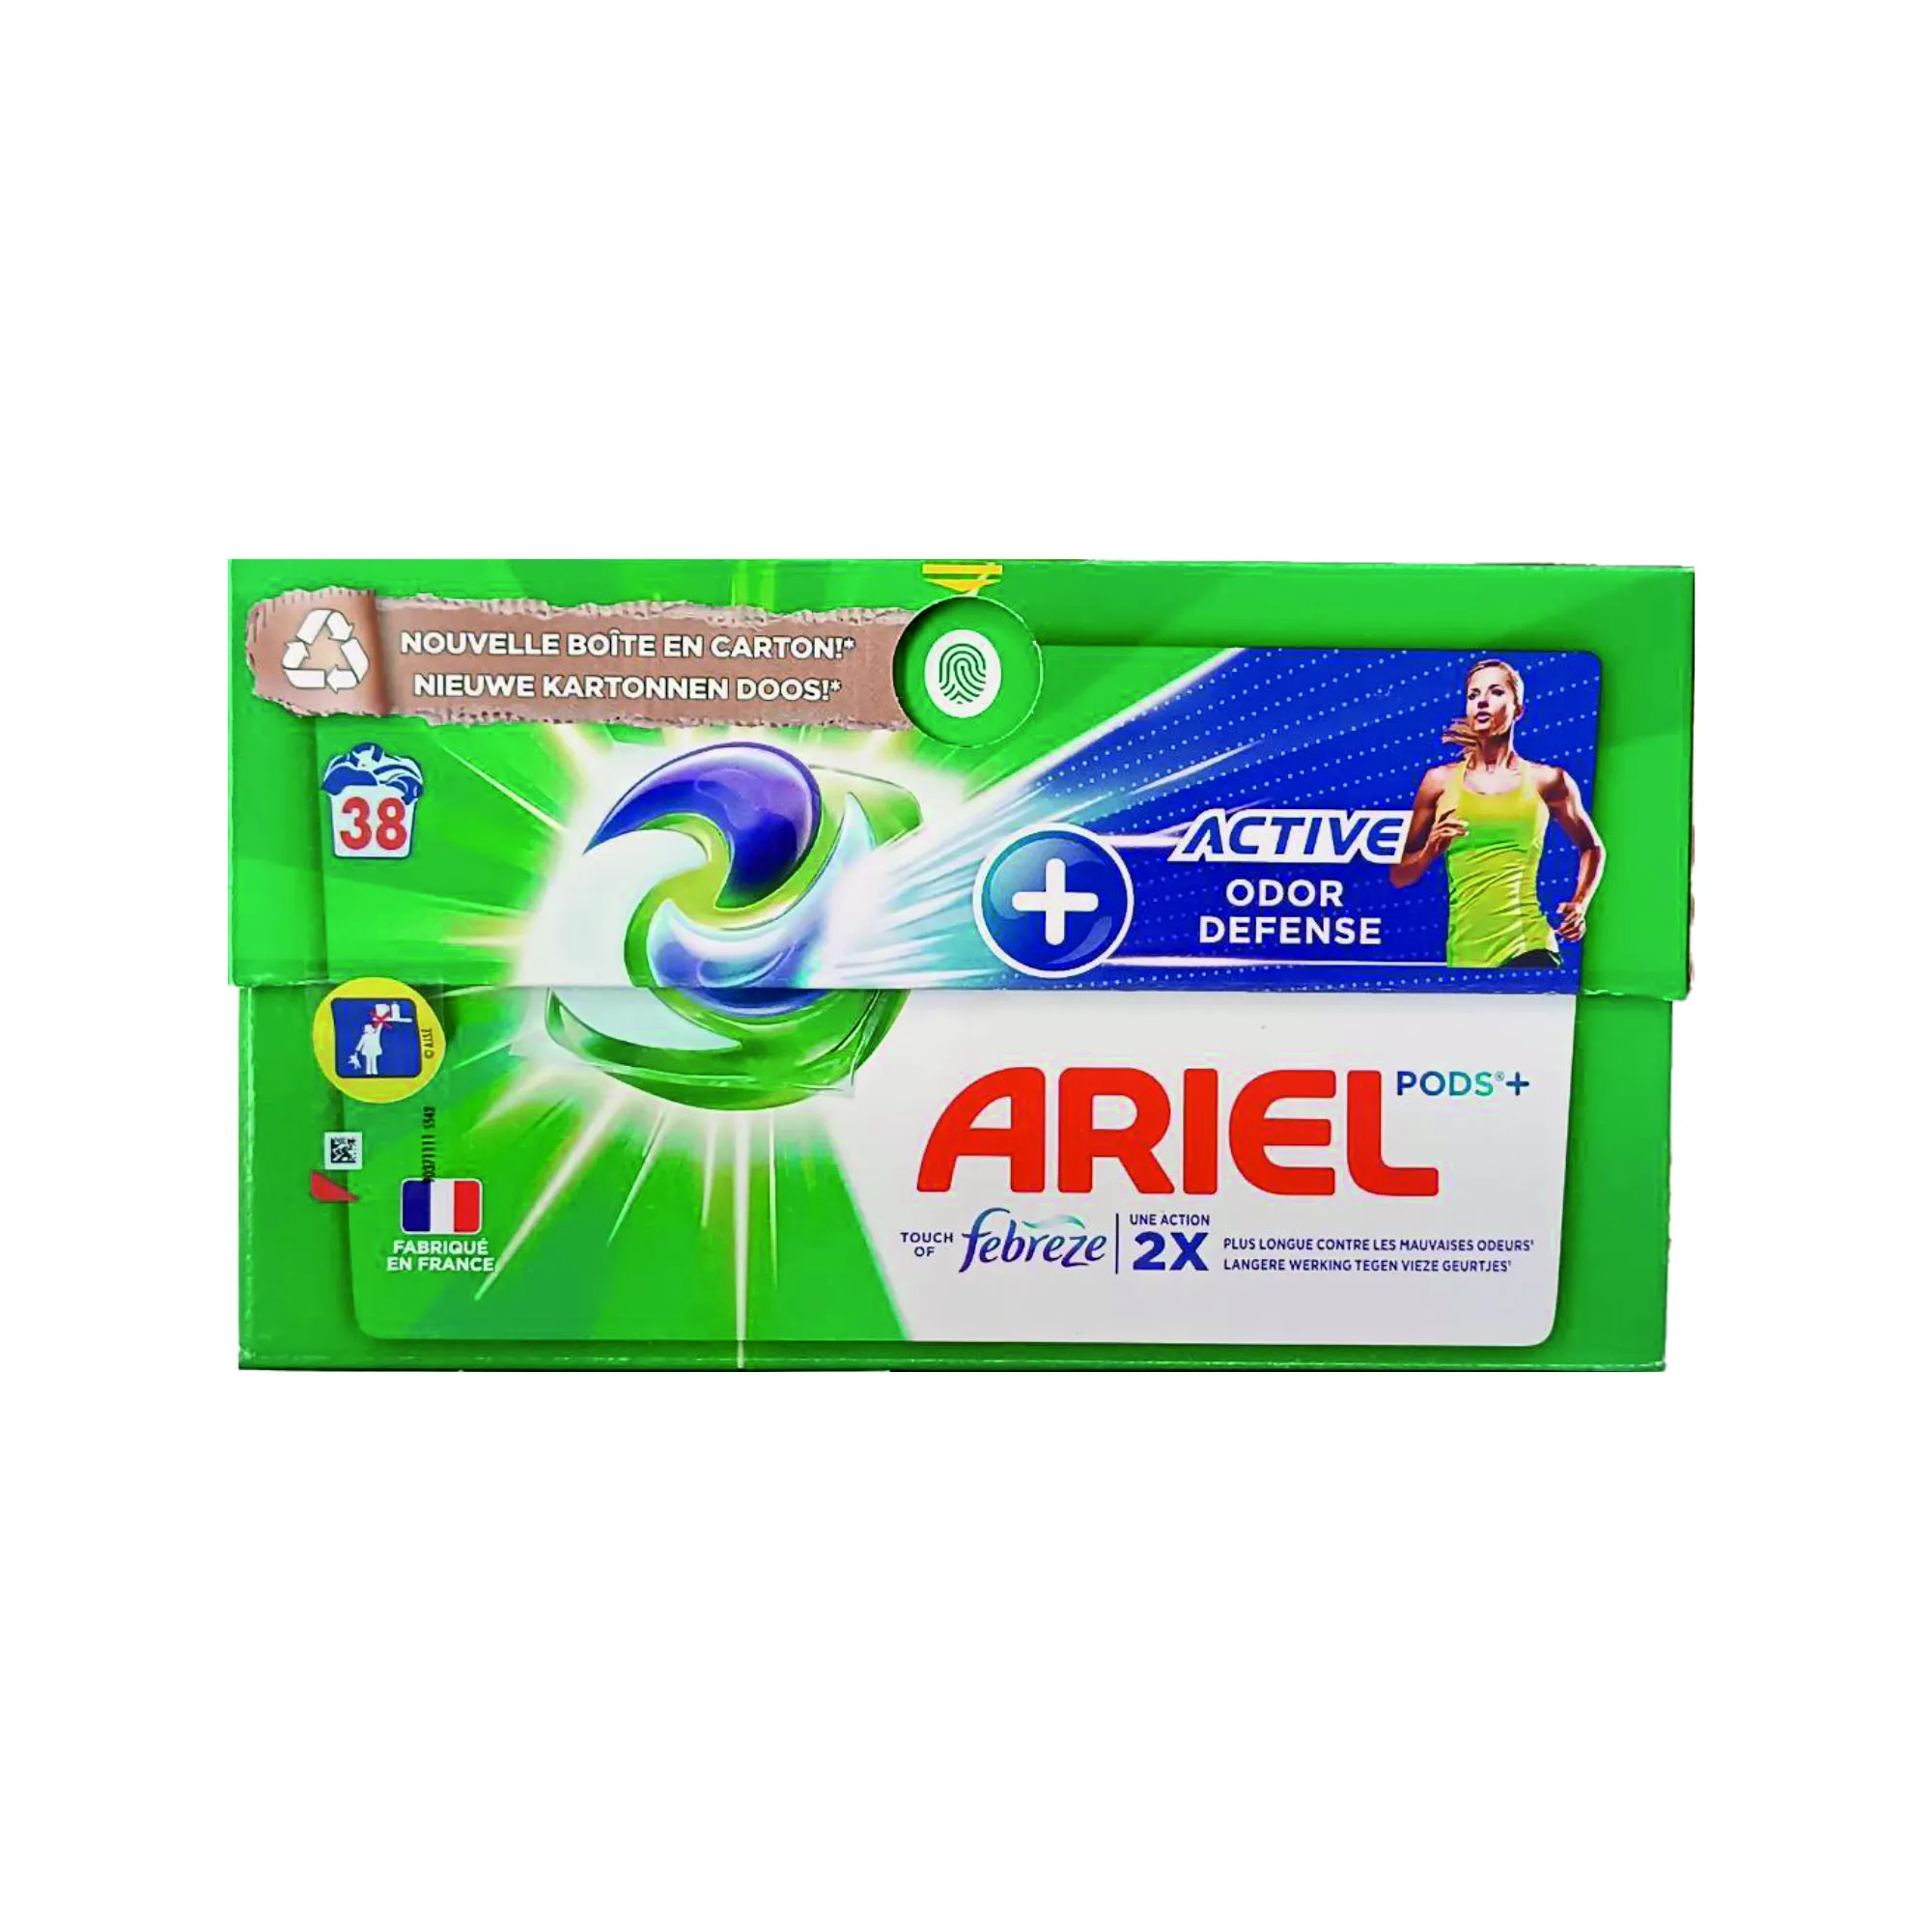 NOUVELLE BOÎTE EN CARTON!*
NIEUWE KARTONNEN DOOS!*
38
+
ACTIVE
ODOR
DEFENSE
© A.I.S.E.
ARIEL PODS®+
FABRIQUÉ
EN FRANCE
TOUCH
OF
febreze
UNE ACTION
2X
PLUS LONGUE CONTRE LES MAUVAISES ODEURS¹
LANGERE WERKING TEGEN VIEZE GEURTJES¹